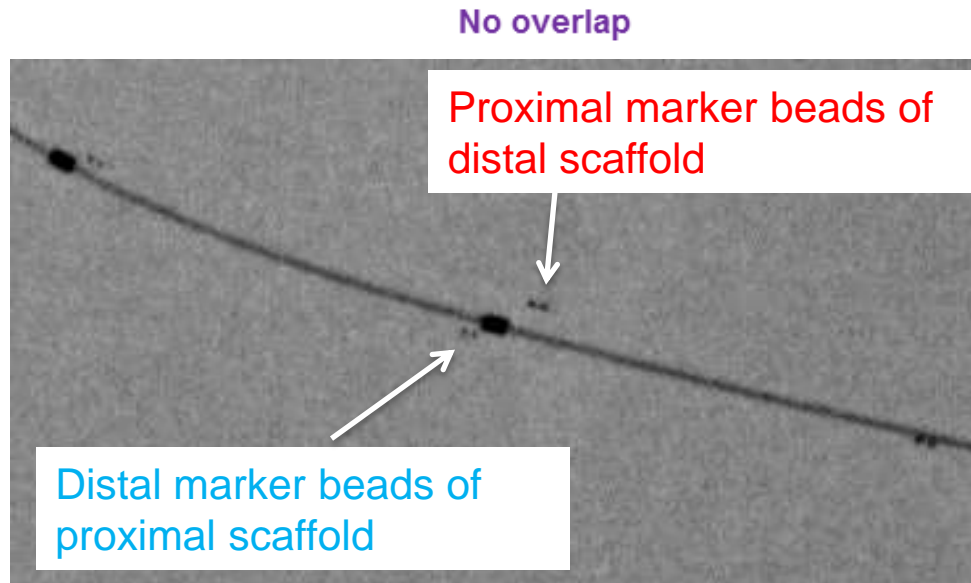 No overlap
Proximal marker beads of
distal scaffold
Distal marker beads of
proximal scaffold